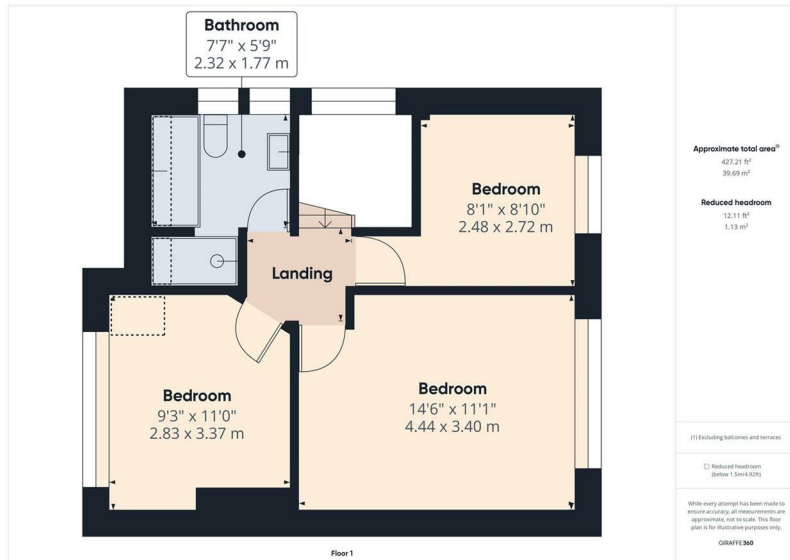 Bathroom
7'7" x 5'9"
2.32 x 1.77 m
Bedroom
8'1" x 8'10"
2.48 x 2.72 m
Landing
Bedroom
9'3" x 11'0"
2.83 x 3.37 m
Bedroom
14'6" x 11'1"
4.44 x 3.40 m
Floor 1
Approximate total area(1)
427.21 ft²
39.69 m²
Reduced headroom
12.11 ft²
1.13 m²
(1) Excluding balconies and terraces
Reduced headroom
(below 1.5m/4.92ft)
While every attempt has been made to
ensure accuracy, all measurements are
approximate, not to scale. This floor
plan is for illustrative purposes only.
GIRAFFE360